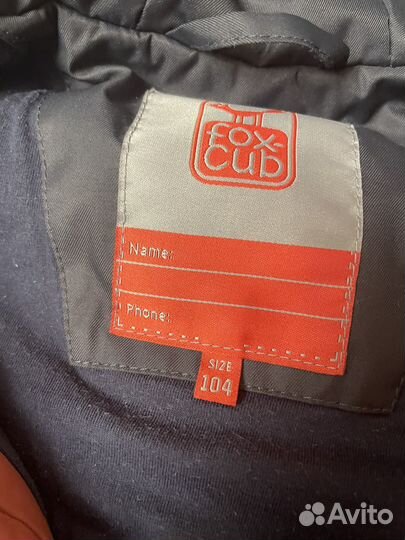 fox-
cub
Name:
Phone:
SIZE
104
Avito